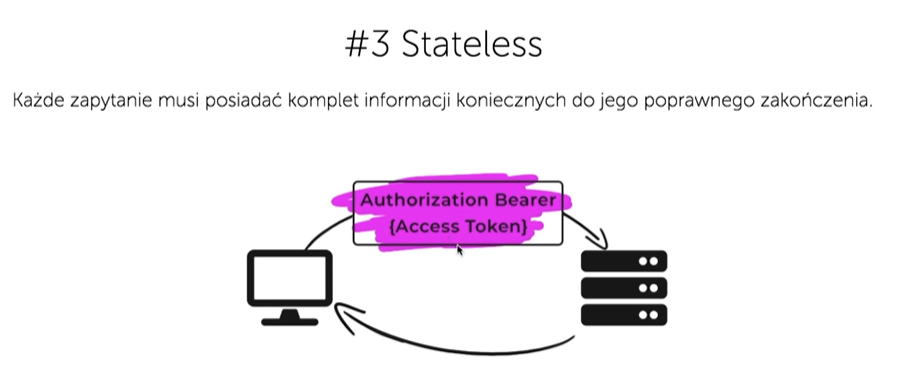 #3 Stateless
Każde zapytanie musi posiadać komplet informacji koniecznych do jego poprawnego zakończenia.
Authorization Bearer
{Access Token}